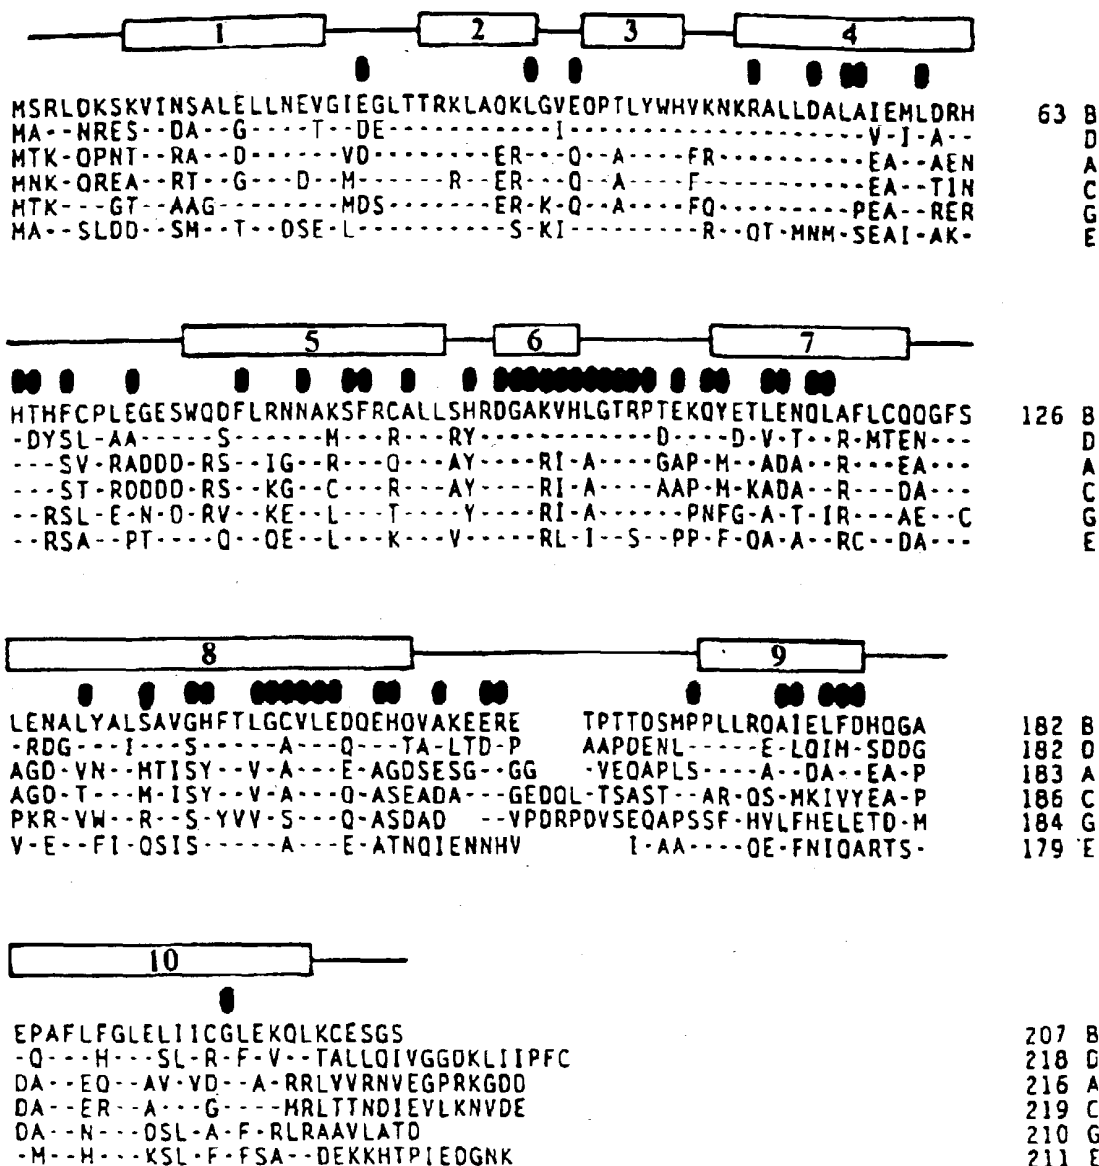 1 2 3 4
MSRLDKSKVINSALELLNEVGIEGLTTRKLAQKLGVEQPTLYWHVKNKRALLDALAIEMLDRH 63 B
MA--NRES--DA--G----T--DE-----------I-------------------V-I-A-- D
MTK-QPNT--RA--D------VD--------ER---Q--A----FR----------EA--AEN A
MNK-QREA--RT--G---D--M------R--ER---Q--A----F-----------EA--TIN C
MTK---GT--AAG--------MDS-------ER-K-Q--A----FQ---------PEA--RER G
MA--SLDD--SM--T--DSE-L----------S-KI---------R--QT-MNM-SEAI-AK- E
5 6 7
HTHFCPLEGESWQDFLRNNAKSFRCALLSHRDGAKVHLGTRPTEKQYETLENQLAFLCQQGFS 126 B
-DYSL-AA-----S------M---R---RY------------D----D-V-T--R-MTEN--- D
---SV-RADDD-RS--IG--R---Q---AY----RI-A----GAP-M--ADA--R---EA--- A
---ST-RDDDD-RS--KG--C---R---AY----RI-A----AAP-M-KADA--R---DA--- C
--RSL-E-N-D-RV--KE--L---T----Y----RI-A------PNFG-A-T-IR---AE--C G
--RSA--PT----Q--QE--L---K---V-----RL-I--S--PP-F-QA-A--RC--DA--- E
8 9
LENALYALSAVGHFTLGCVLEDQEHQVAKEERE TPTTDSMPPLLRQAIELFDHQGA 182 B
-RDG---I---S-----A---Q---TA-LTD-P AAPDENL-----E-LQIM-SDDG 182 D
AGD-VN--MTISY--V-A---E-AGDSESG--GG -VEQAPLS----A--DA--EA-P 183 A
AGD-T---M-ISY--V-A---Q-ASEADA---GEDQL-TSAST--AR-QS-MKIVYEA-P 186 C
PKR-VW--R--S-YVV-S---Q-ASDAD --VPDRPDVSEQAPSSF-HVLFHELETD-M 184 G
V-E--FI-QSIS-----A---E-ATNQIENNHV I-AA----QE-FNIQARTS- 179 E
10
EPAFLFGLELIICGLEKQLKCESGS 207 B
-Q---H---SL-R-F-V--TALLQIVGGDKLIIPFC 218 D
DA--EQ--AV-VD--A-RRLVVRNVEGPRKGDD 216 A
DA--ER--A---G----MRLTTNDIEVLKNVDE 219 C
DA--N---DSL-A-F-RLRAAVLATD 210 G
-M--H---KSL-F-FSA--DEKKHTPIEDGNK 211 E